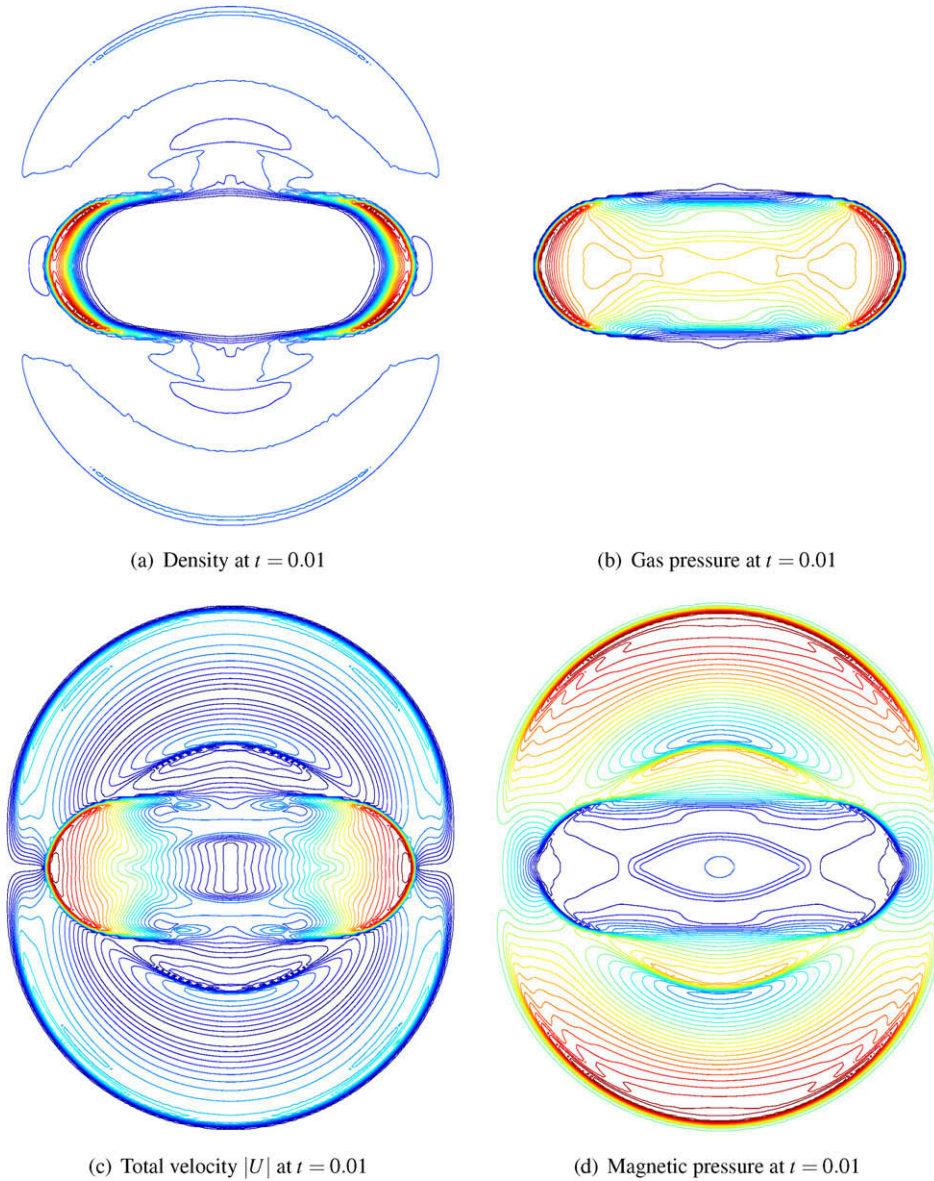 (a) Density at t = 0.01
(b) Gas pressure at t = 0.01
(c) Total velocity |U| at t = 0.01
(d) Magnetic pressure at t = 0.01